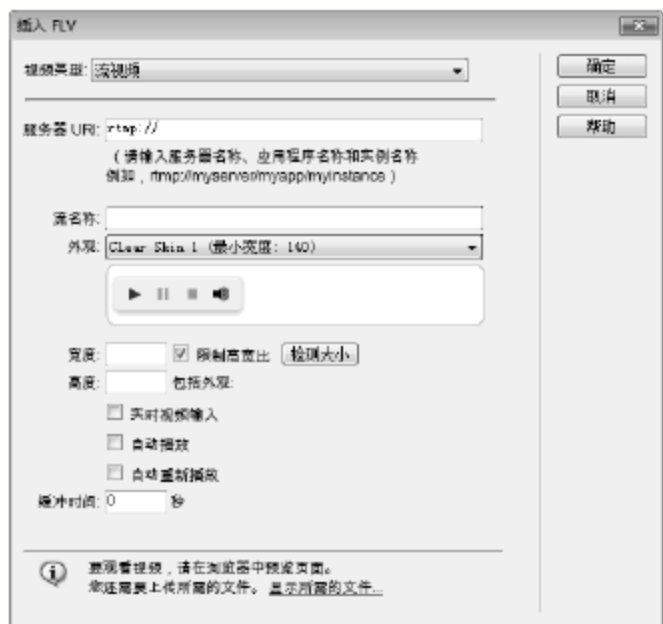 插入 FLV
视频类型: 流视频
确定
取消
帮助
服务器 URI: rtmp://
（请输入服务器名称、应用程序名称和实例名称
例如，rtmp://myserver/myapp/myinstance）
流名称:
外观: Clear Skin 1 (最小宽度: 140)
宽度: 限制高宽比 检测大小
高度: 包括外观:
实时视频输入
自动播放
自动重新播放
缓冲时间: 0 秒
要观看视频，请在浏览器中预览页面。
您还需要上传所需的文件。 显示所需的文件...